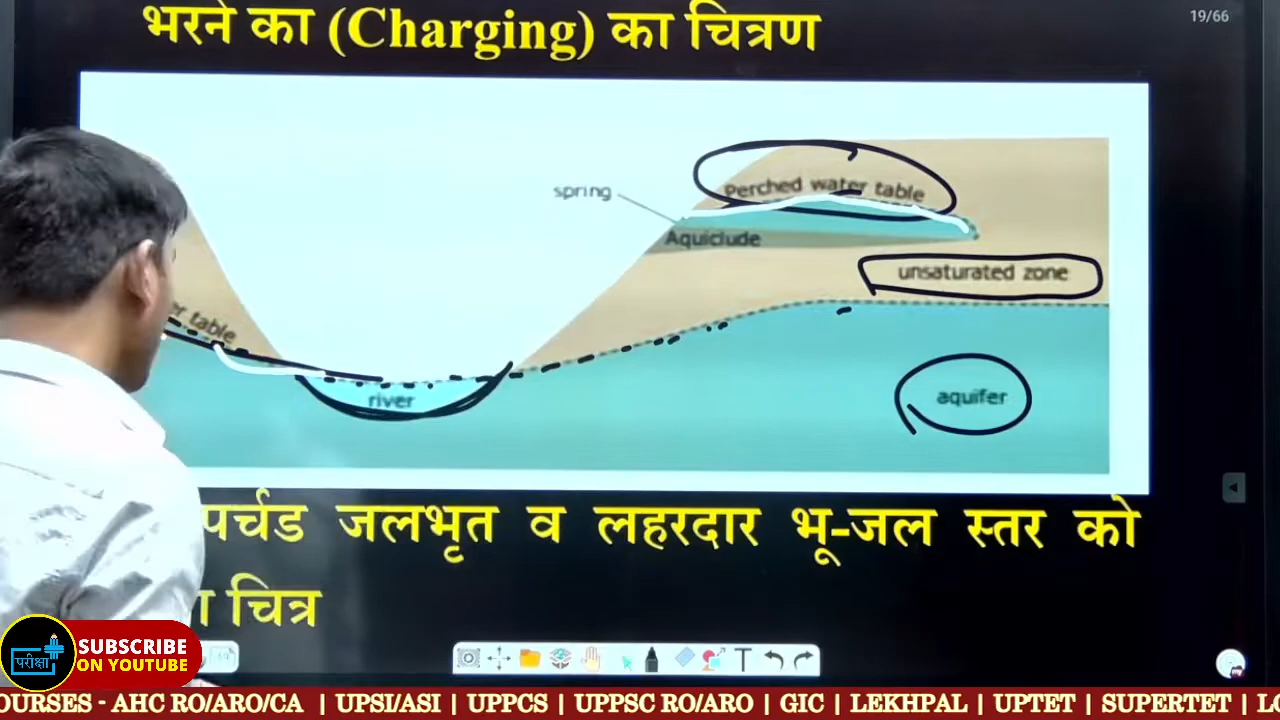 भरने का (Charging) का चित्रण
19/66
spring
Perched water table
Aquiclude
unsaturated zone
table
river
aquifer
पर्चड जलभृत व लहरदार भू-जल स्तर को
चित्र
परीक्षा
SUBSCRIBE
ON YOUTUBE
COURSES - AHC RO/ARO/CA | UPSI/ASI | UPPCS | UPPSC RO/ARO | GIC | LEKHPAL | UPTET | SUPERTET |